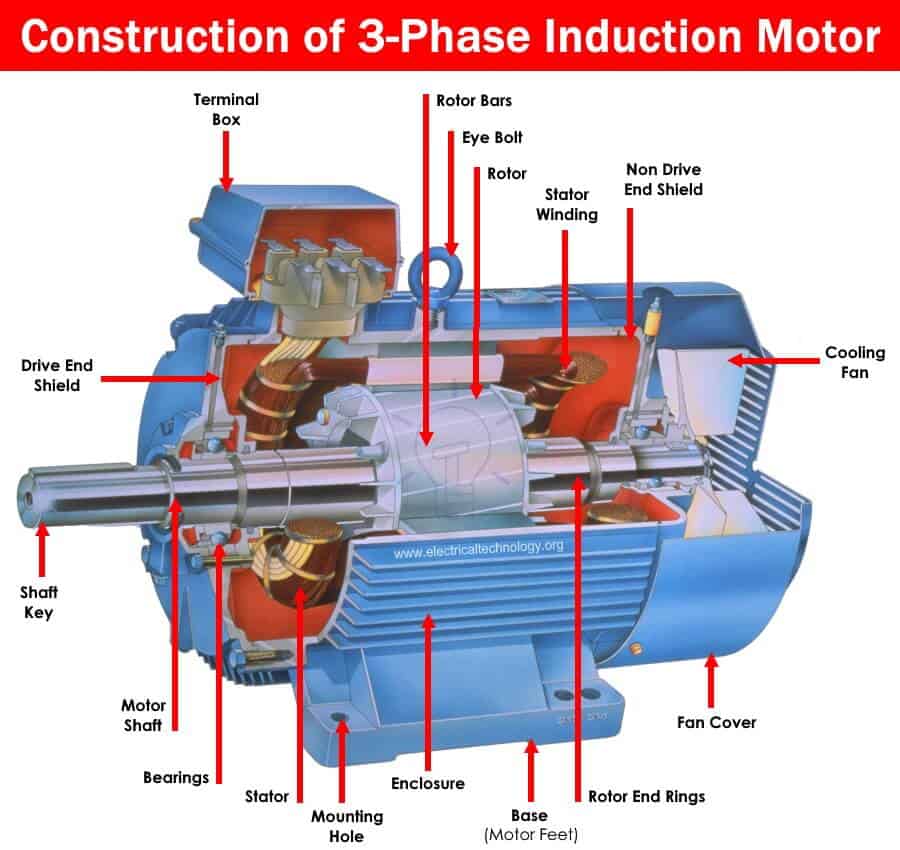 Construction of 3-Phase Induction Motor
Terminal
Box
Rotor Bars
Eye Bolt
Rotor
Stator
Winding
Non Drive
End Shield
Drive End
Shield
Cooling
Fan
www.electricaltechnology.org
Shaft
Key
Motor
Shaft
Bearings
Stator
Mounting
Hole
Enclosure
Base
(Motor Feet)
Rotor End Rings
Fan Cover